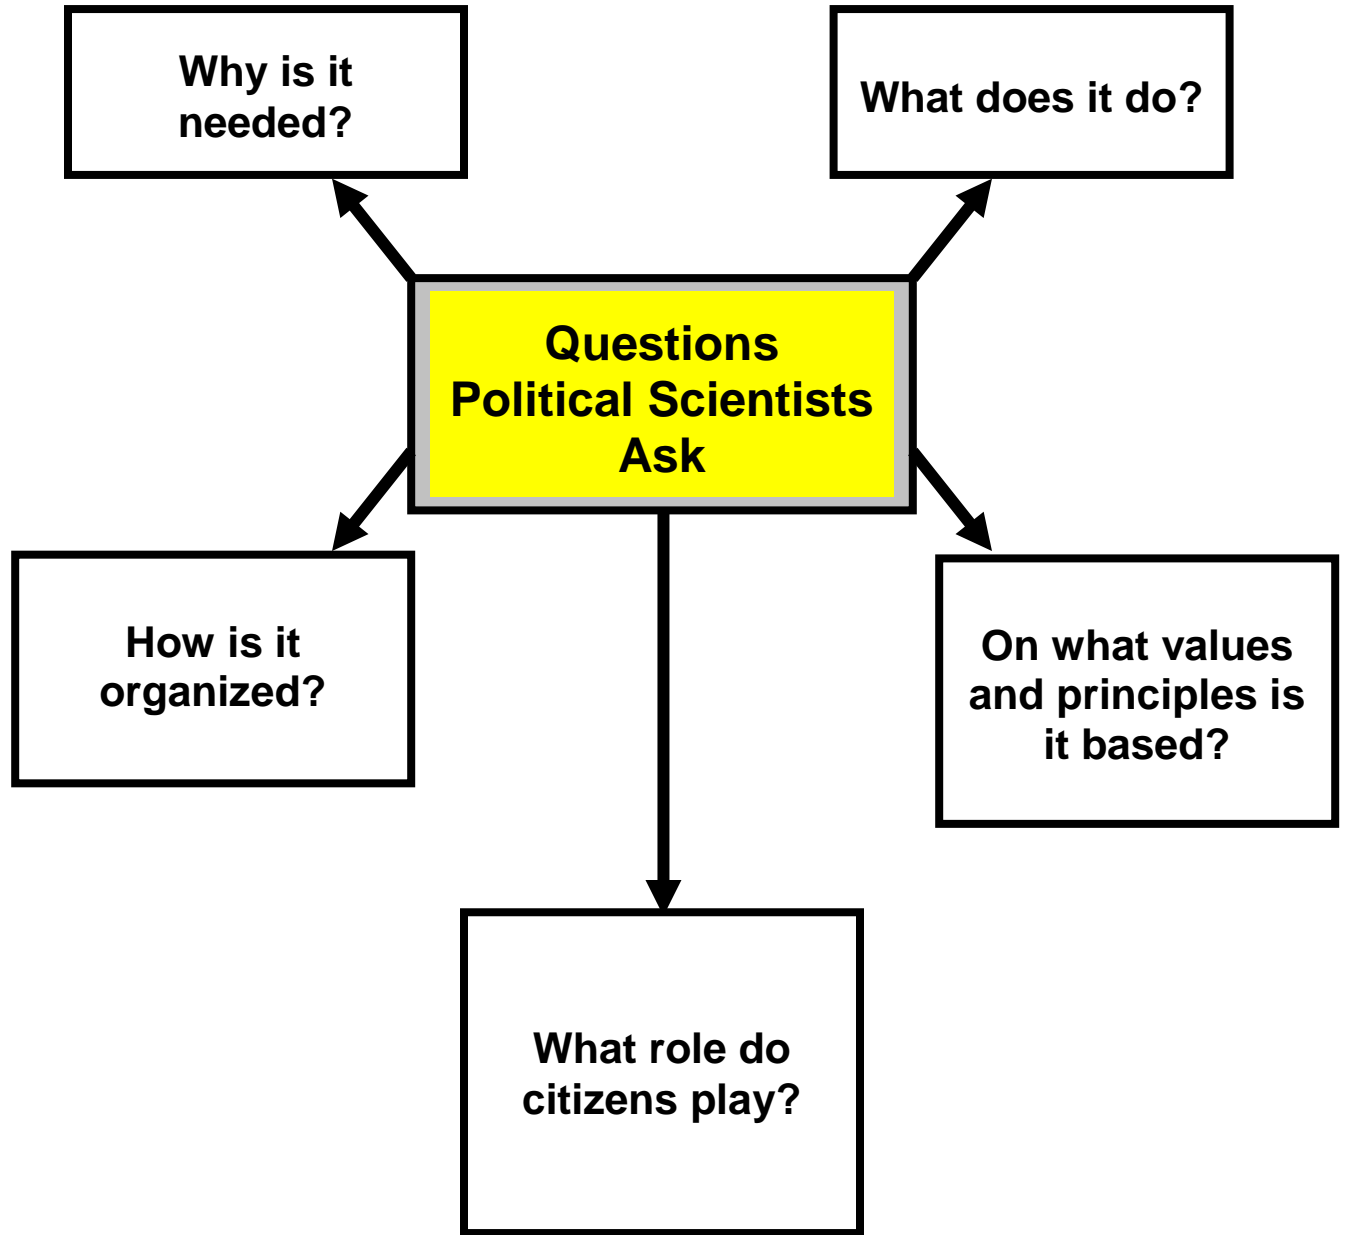 Why is it
needed?
What does it do?
Questions
Political Scientists
Ask
How is it
organized?
On what values
and principles is
it based?
What role do
citizens play?